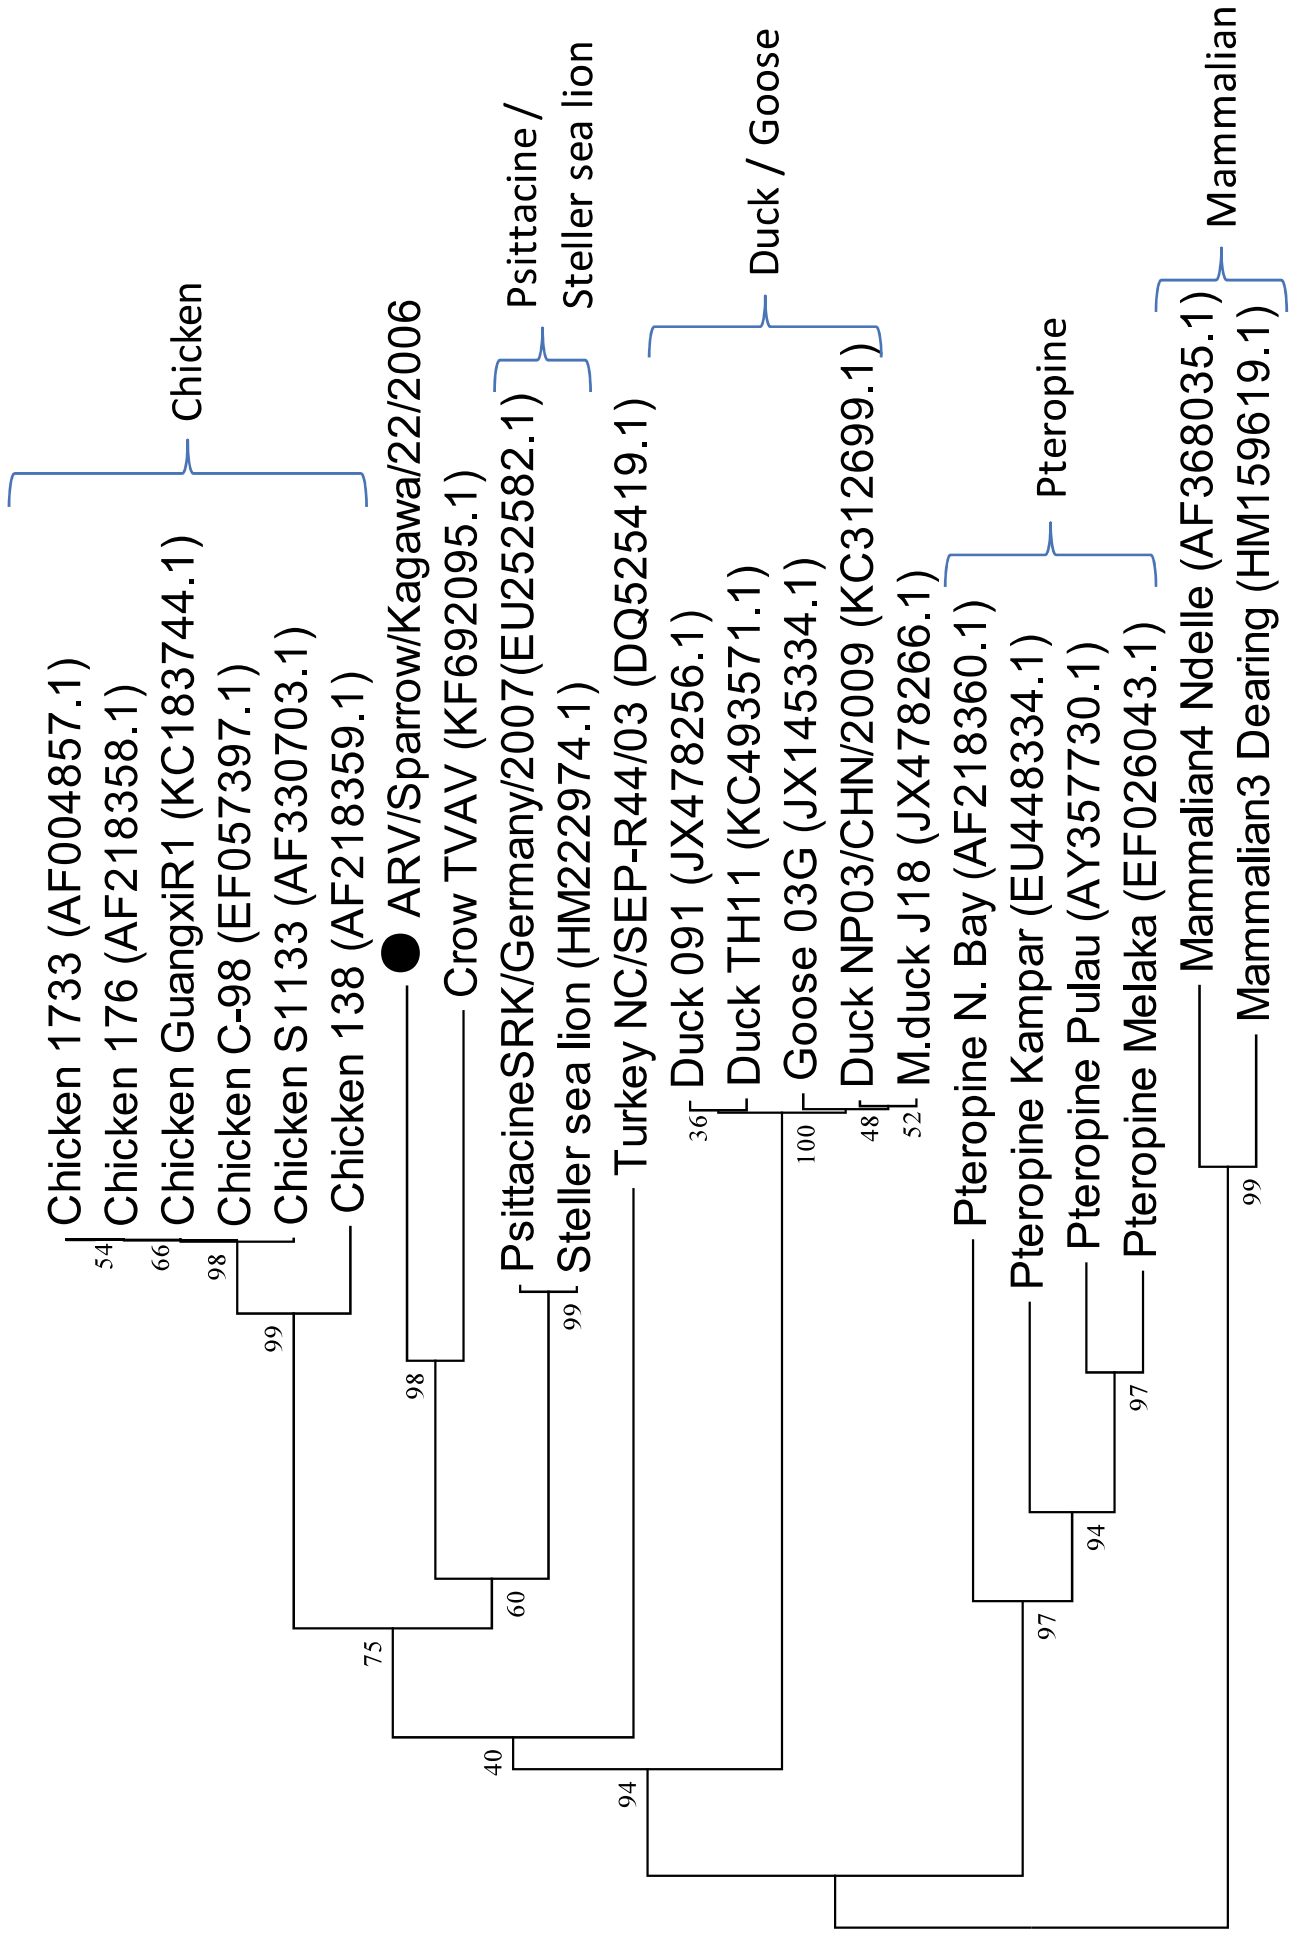 Chicken 1733 (AF004857.1)
Chicken 176 (AF218358.1)
Chicken GuangxiR1 (KC183744.1)
Chicken C-98 (EF057397.1)
Chicken S1133 (AF330703.1)
Chicken 138 (AF218359.1)
ARV/Sparrow/Kagawa/22/2006
Crow TVAV (KF692095.1)
PsittacineSRK/Germany/2007(EU252582.1)
Steller sea lion (HM222974.1)
Turkey NC/SEP-R44/03 (DQ525419.1)
Duck 091 (JX478256.1)
Duck TH11 (KC493571.1)
Goose 03G (JX145334.1)
Duck NP03/CHN/2009 (KC312699.1)
M.duck J18 (JX478266.1)
Pteropine N. Bay (AF218360.1)
Pteropine Kampar (EU448334.1)
Pteropine Pulau (AY357730.1)
Pteropine Melaka (EF026043.1)
Mammalian4 Ndelle (AF368035.1)
Mammalian3 Dearing (HM159619.1)
Chicken
Psittacine /
Steller sea lion
Duck / Goose
Pteropine
Mammalian
54
66
98
99
98
99
60
75
40
36
100
48
52
94
97
94
97
99